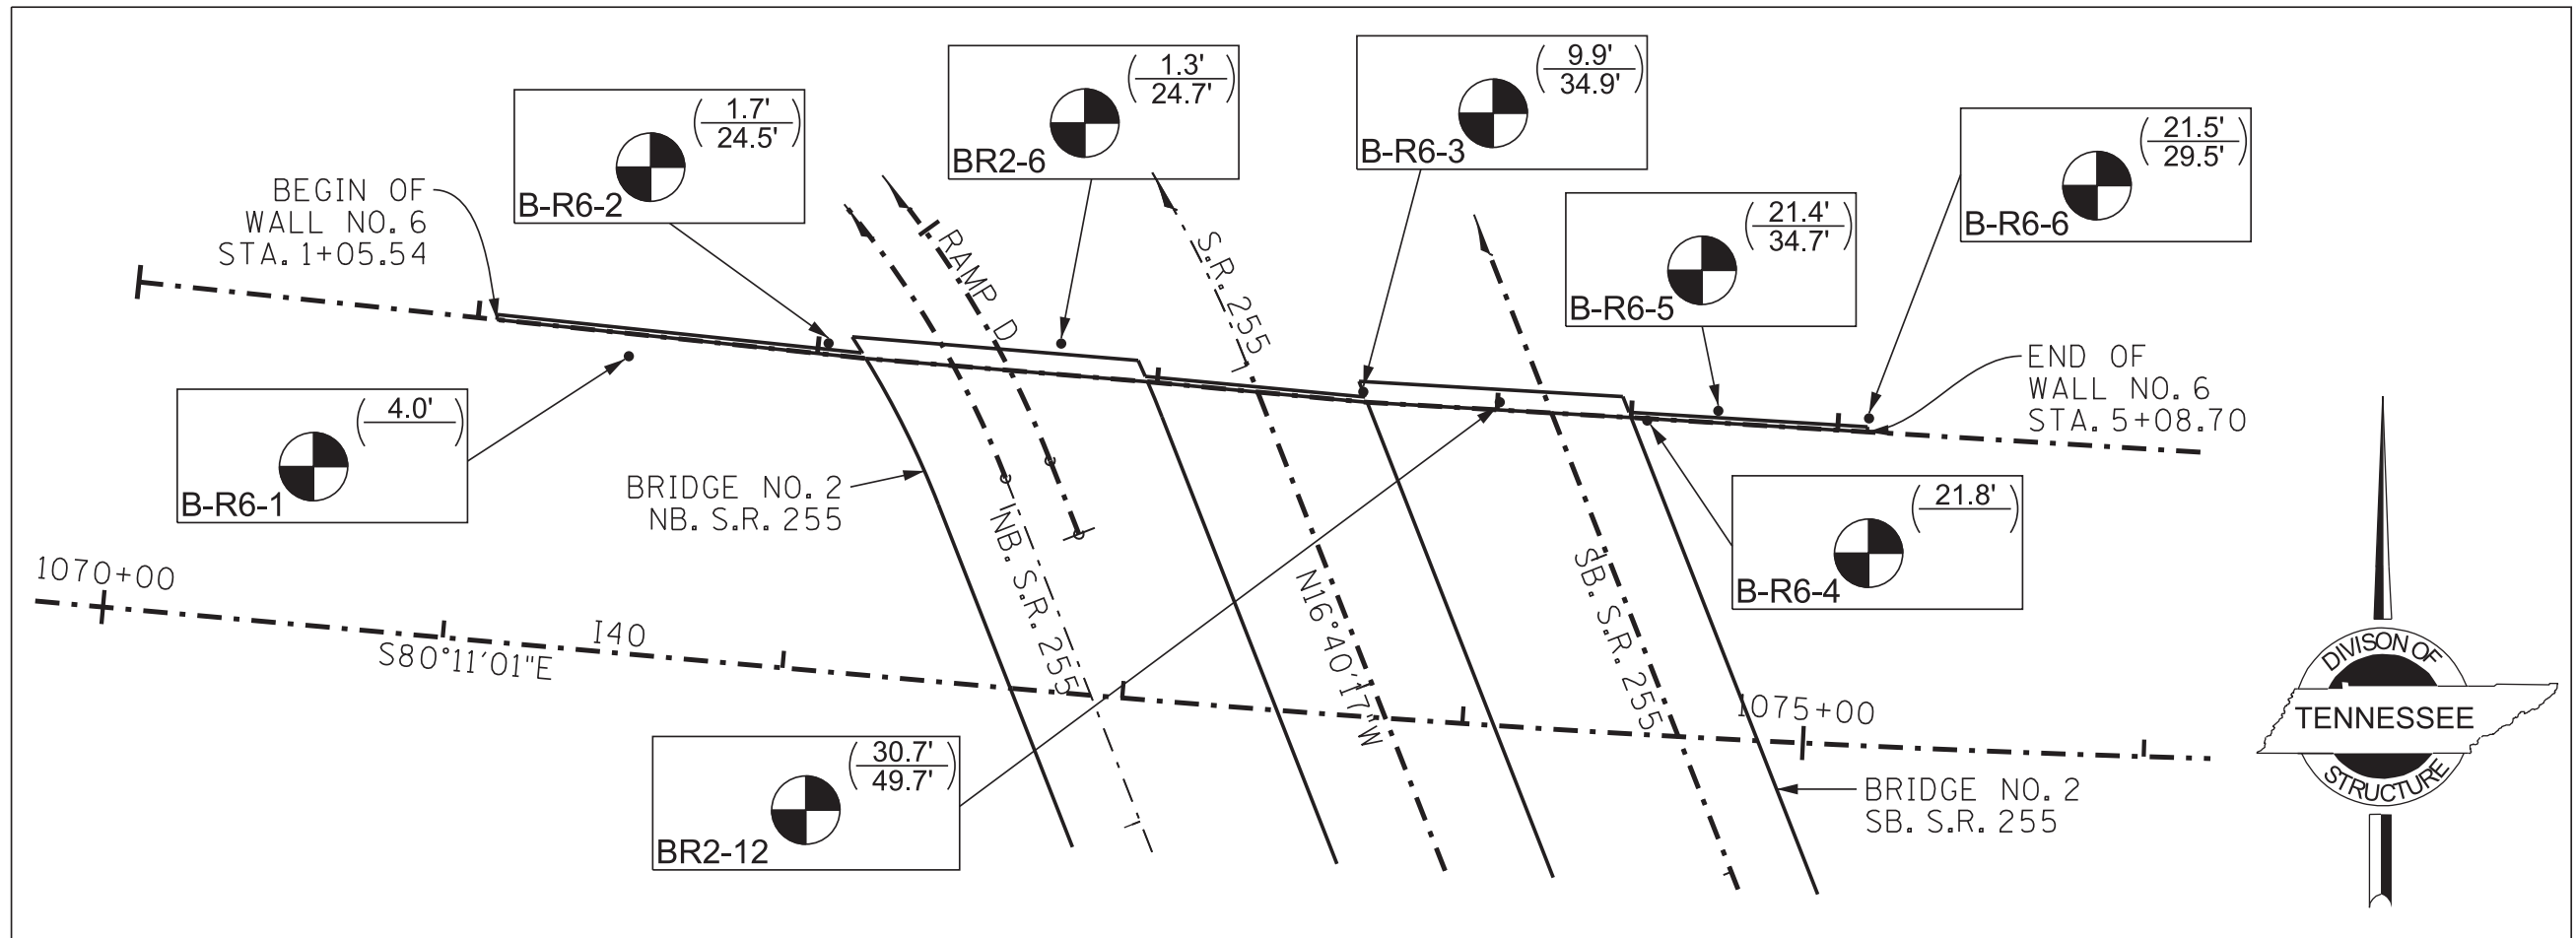 1.7'
24.5'
B-R6-2
1.3'
24.7'
BR2-6
9.9'
34.9'
B-R6-3
21.5'
29.5'
B-R6-6
21.4'
34.7'
B-R6-5
BEGIN OF
WALL NO. 6
STA. 1+05.54
RAMP D
S.R. 255
END OF
WALL NO. 6
STA. 5+08.70
4.0'
B-R6-1
BRIDGE NO. 2
NB. S.R. 255
NB. S.R. 255
N16°40'17"W
SB. S.R. 255
21.8'
B-R6-4
1070+00
I40
S80°11'01"E
1075+00
30.7'
49.7'
BR2-12
BRIDGE NO. 2
SB. S.R. 255
DIVISON OF
TENNESSEE
STRUCTURE